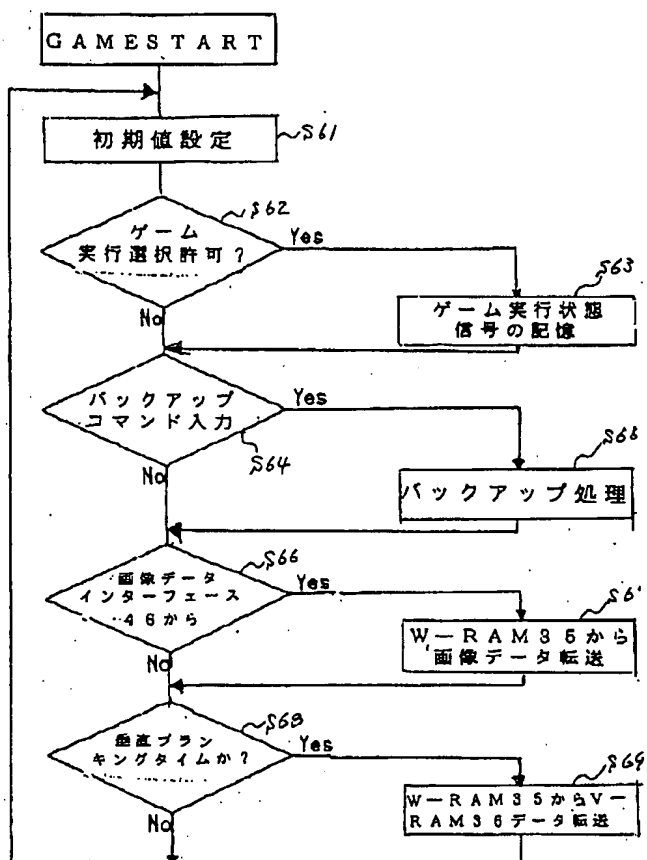 GAMESTART
初期値設定
S61
S62
ゲーム
実行選択許可?
Yes
S63
ゲーム実行状態
信号の記憶
No
バックアップ
コマンド入力
Yes
S64
No
バックアップ処理
S66
画像データ
インターフェース
46から
Yes
W-RAM35から
画像データ転送
No
S68
垂直ブラン
キングタイムか?
Yes
S69
W-RAM35からV-
RAM36データ転送
No